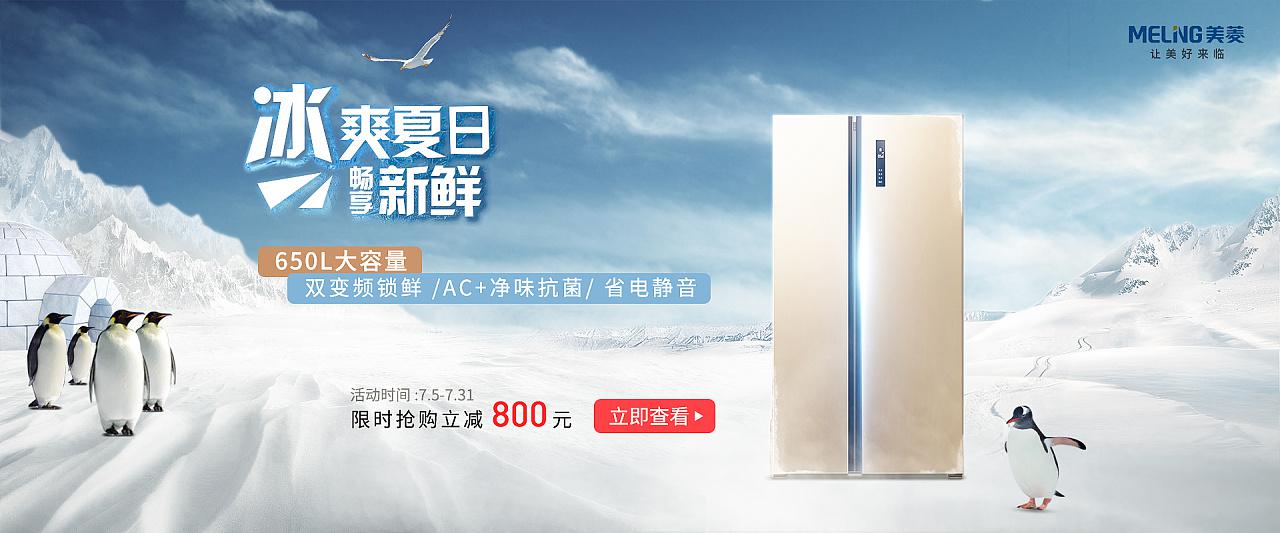 MELING美菱
让美好来临
冰爽夏日
畅享新鲜
650L大容量
双变频锁鲜 /AC+净味抗菌/ 省电静音
活动时间 :7.5-7.31
限时抢购立减 800 元
立即查看